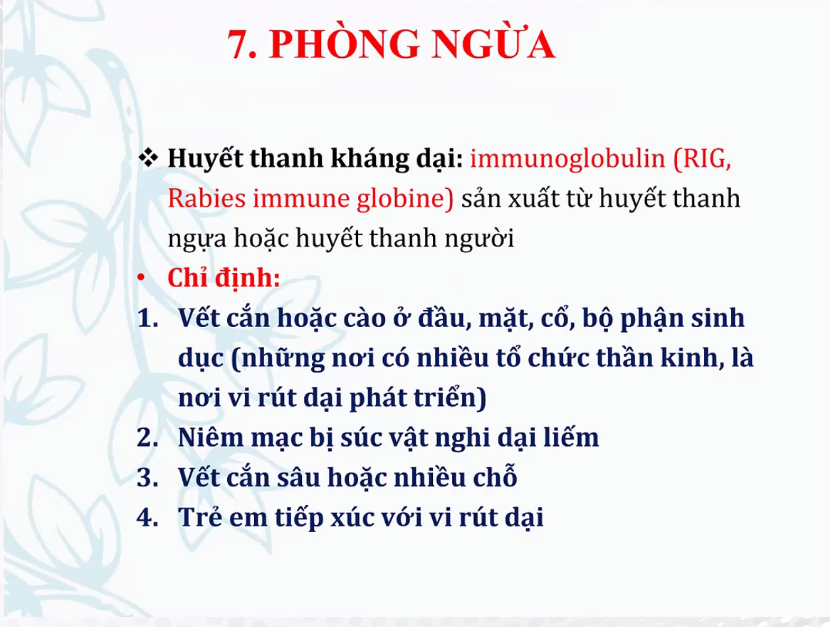 7. PHÒNG NGỪA
❖ Huyết thanh kháng dại: immunoglobulin (RIG,
Rabies immune globine) sản xuất từ huyết thanh
ngựa hoặc huyết thanh người
• Chỉ định:
1. Vết cắn hoặc cào ở đầu, mặt, cổ, bộ phận sinh
dục (những nơi có nhiều tổ chức thần kinh, là
nơi vi rút dại phát triển)
2. Niêm mạc bị súc vật nghi dại liếm
3. Vết cắn sâu hoặc nhiều chỗ
4. Trẻ em tiếp xúc với vi rút dại